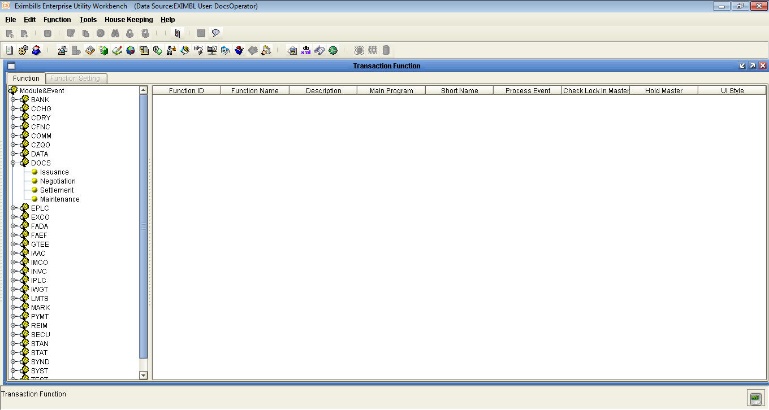 Eximbills Enterprise Utility Workbench (Data Source:EXIMBL User: DocsOperator)
File Edit Function Tools House Keeping Help
Transaction Function
Function Function Setting
Module&Event
Function ID Function Name Description Main Program Short Name Process Event Check Lock In Master Hold Master UI Style
BANK
CCHG
CDRY
CFNC
COMM
CZOO
DATA
DOCS
Issuance
Negotiation
Settlement
Maintenance
EPLC
EXCO
FADA
FAEF
GTEE
IAAC
IMCO
INVC
IPLC
IWGT
LMTS
MARK
PYMT
REIM
SECU
STAN
STAT
SYND
SYST
TEST
Transaction Function